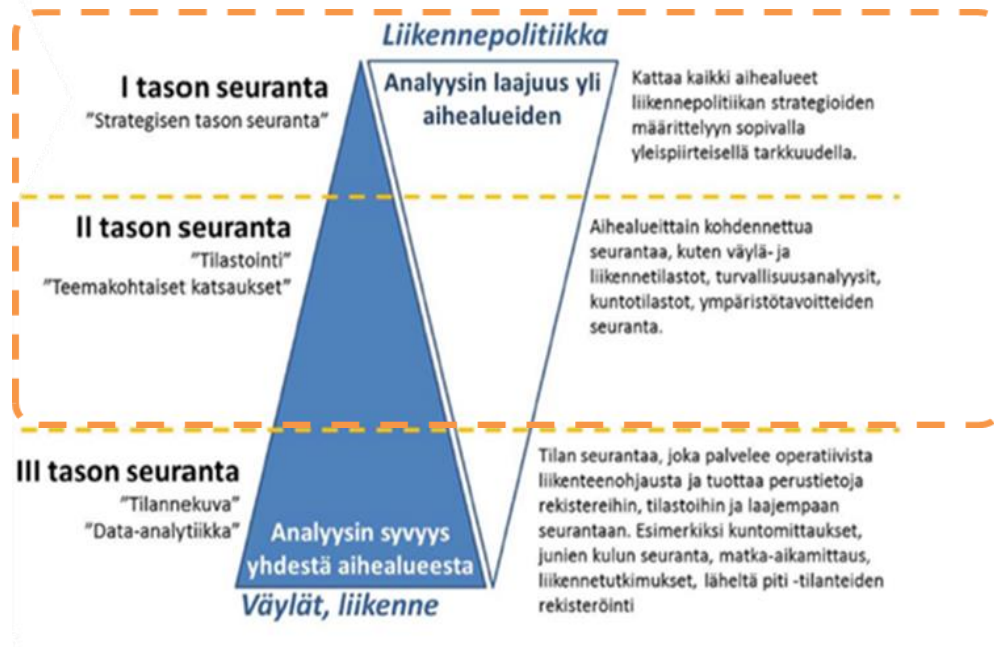 Liikennepolitiikka
I tason seuranta
"Strategisen tason seuranta"
Analyysin laajuus yli
aihealueiden
Kattaa kaikki aihealueet
liikennepolitiikan strategioiden
määrittelyyn sopivalla
yleispiirteisellä tarkkuudella.
II tason seuranta
"Tilastointi"
"Teemakohtaiset katsaukset"
Aihealueittain kohdennettua
seurantaa, kuten väylä- ja
liikennetilastot, turvallisuusanalyysit,
kuntotilastot, ympäristötavoitteiden
seuranta.
III tason seuranta
"Tilannekuva"
"Data-analytiikka"
Analyysin syvyys
yhdestä aihealueesta
Tilan seurantaa, joka palvelee operatiivista
liikenteenohjausta ja tuottaa perustietoja
rekistereihin, tilastoihin ja laajempaan
seurantaan. Esimerkiksi kuntomittaukset,
junien kulun seuranta, matka-aikamittaus,
liikennetutkimukset, läheltä piti -tilanteiden
rekisteröinti
Väylät, liikenne